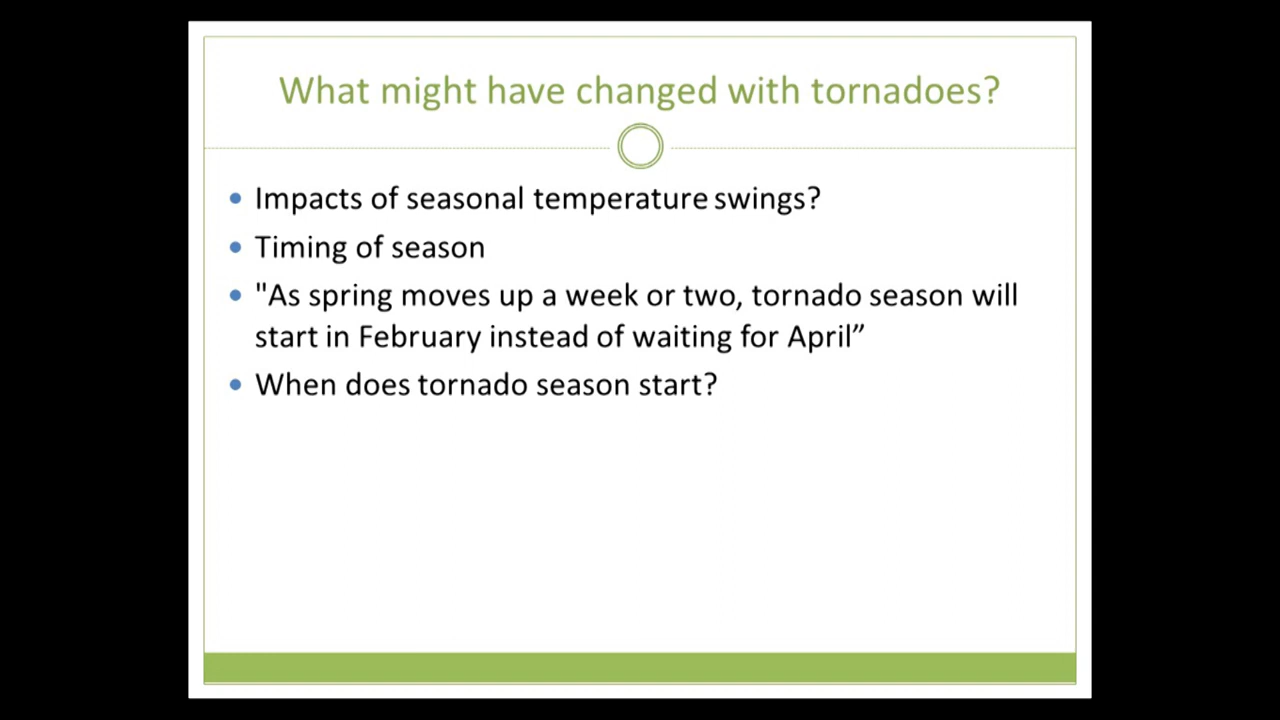 What might have changed with tornadoes?
• Impacts of seasonal temperature swings?
• Timing of season
• "As spring moves up a week or two, tornado season will
start in February instead of waiting for April”
• When does tornado season start?